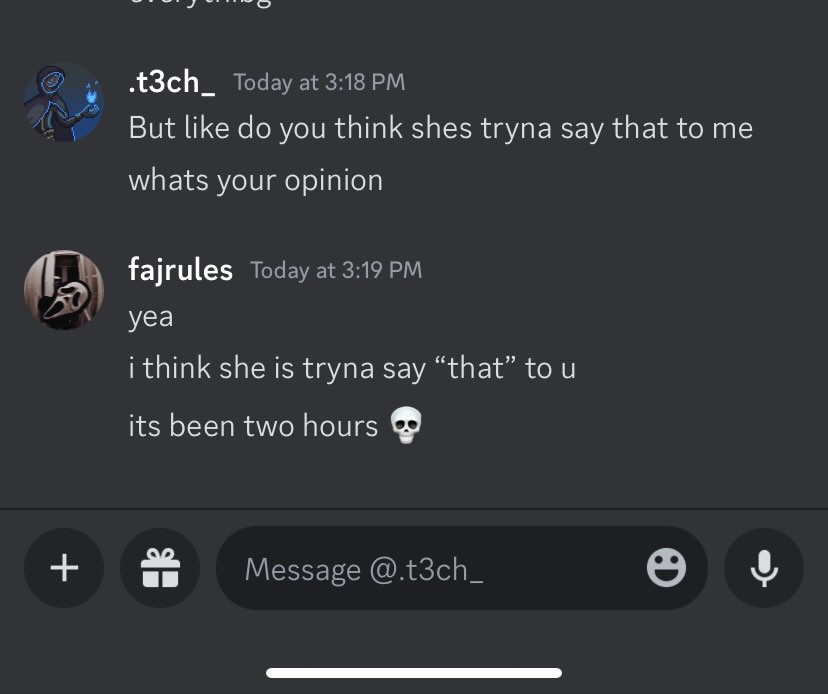 .t3ch_ Today at 3:18 PM
But like do you think shes tryna say that to me
whats your opinion
fajrules Today at 3:19 PM
yea
i think she is tryna say “that” to u
its been two hours 💀
Message @.t3ch_